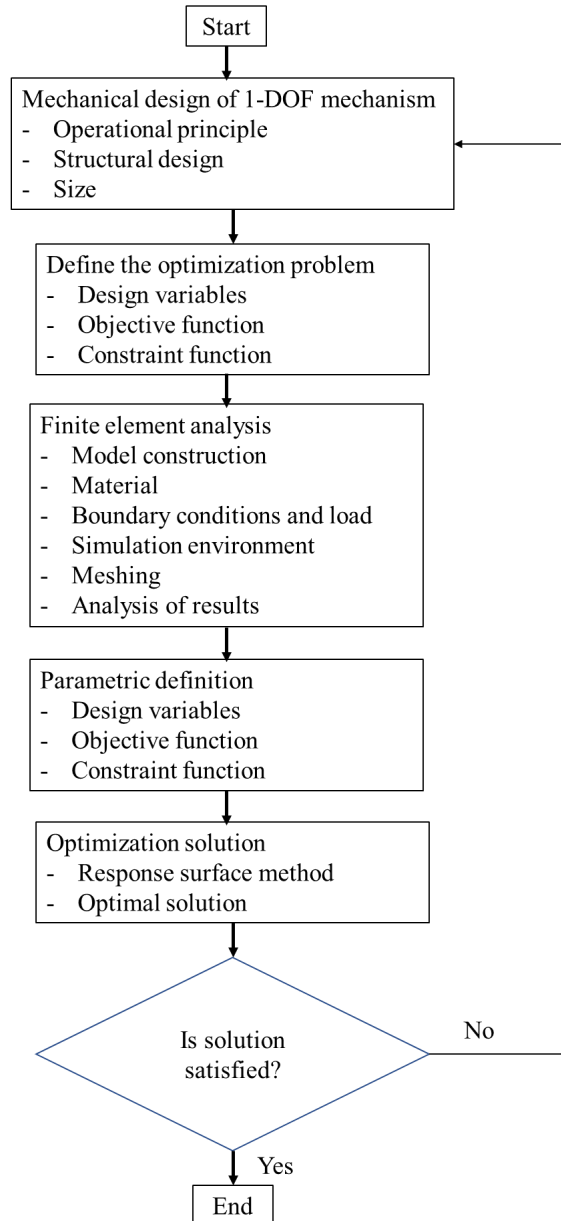 Start
Mechanical design of 1-DOF mechanism
- Operational principle
- Structural design
- Size
Define the optimization problem
- Design variables
- Objective function
- Constraint function
Finite element analysis
- Model construction
- Material
- Boundary conditions and load
- Simulation environment
- Meshing
- Analysis of results
Parametric definition
- Design variables
- Objective function
- Constraint function
Optimization solution
- Response surface method
- Optimal solution
Is solution
satisfied?
No
Yes
End